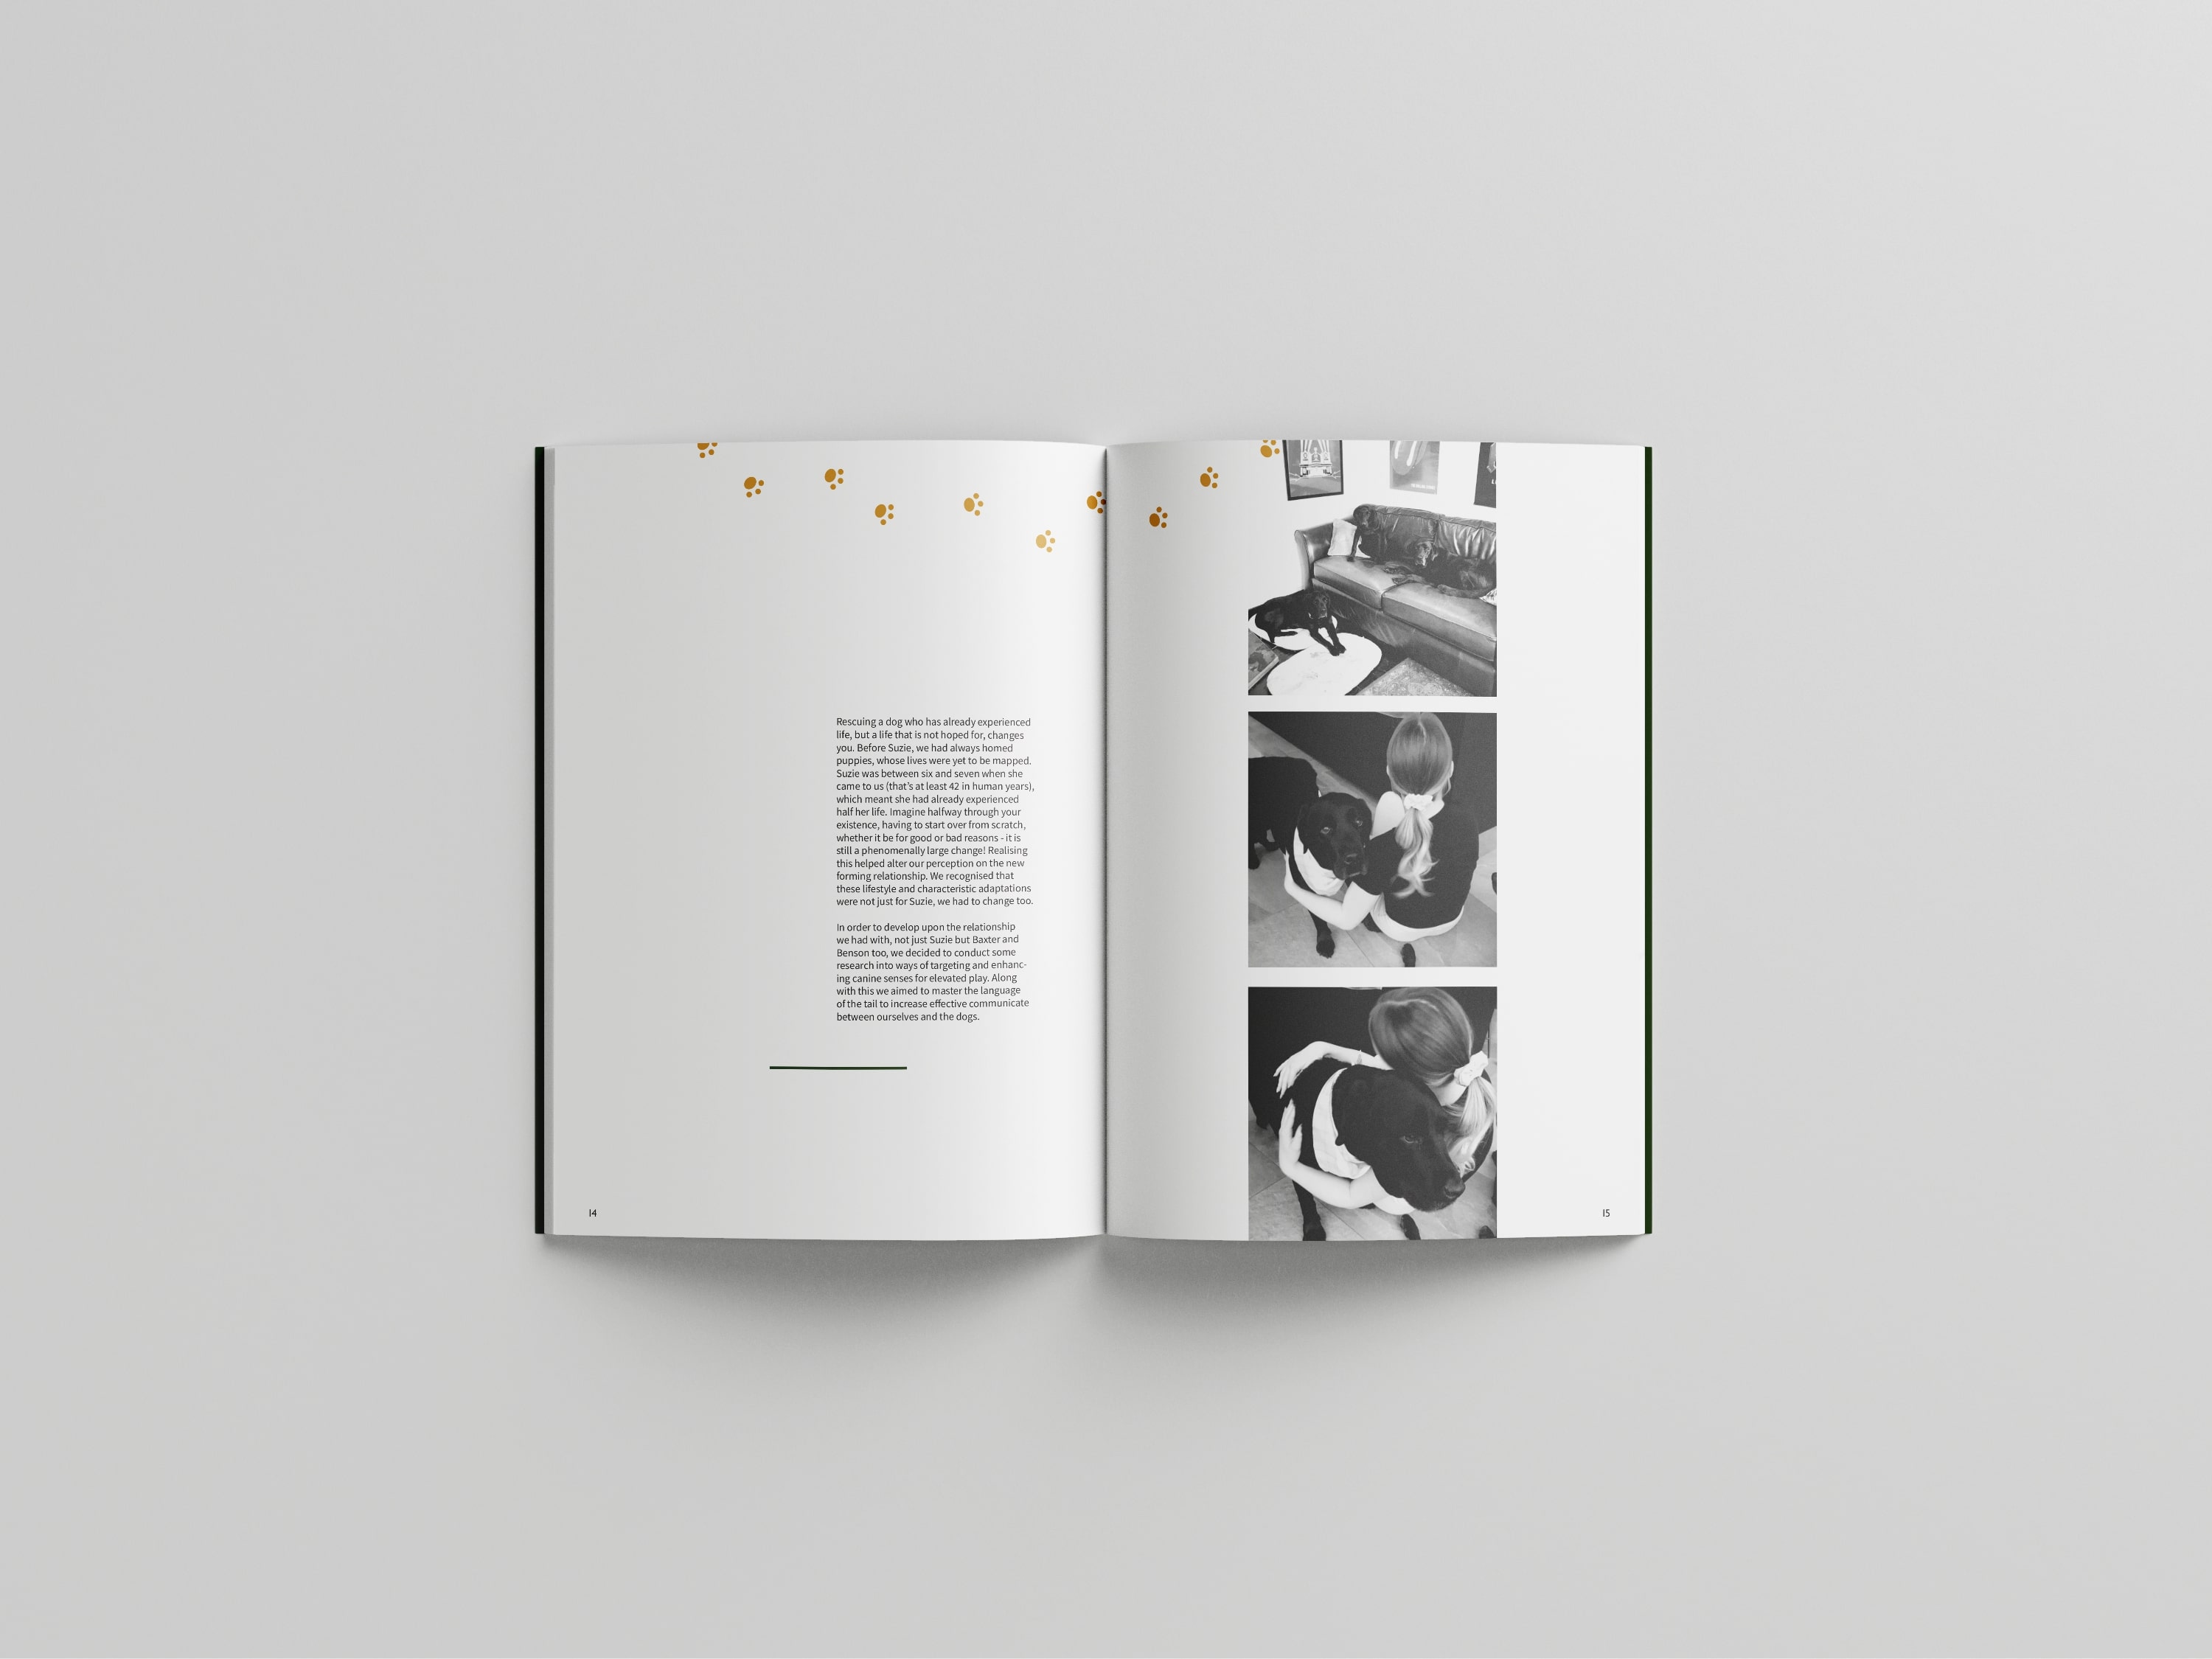 Rescuing a dog who has already experienced
life, but a life that is not hoped for, changes
you. Before Suzie, we had always homed
puppies, whose lives were yet to be mapped.
Suzie was between six and seven when she
came to us (that's at least 42 in human years),
which meant she had already experienced
half her life. Imagine halfway through your
existence, having to start over from scratch,
whether it be for good or bad reasons - it is
still a phenomenally large change! Realising
this helped alter our perception on the new
forming relationship. We recognised that
these lifestyle and characteristic adaptations
were not just for Suzie, we had to change too.
In order to develop upon the relationship
we had with, not just Suzie but Baxter and
Benson too, we decided to conduct some
research into ways of targeting and enhanc-
ing canine senses for elevated play. Along
with this we aimed to master the language
of the tail to increase effective communicate
between ourselves and the dogs.
14
15